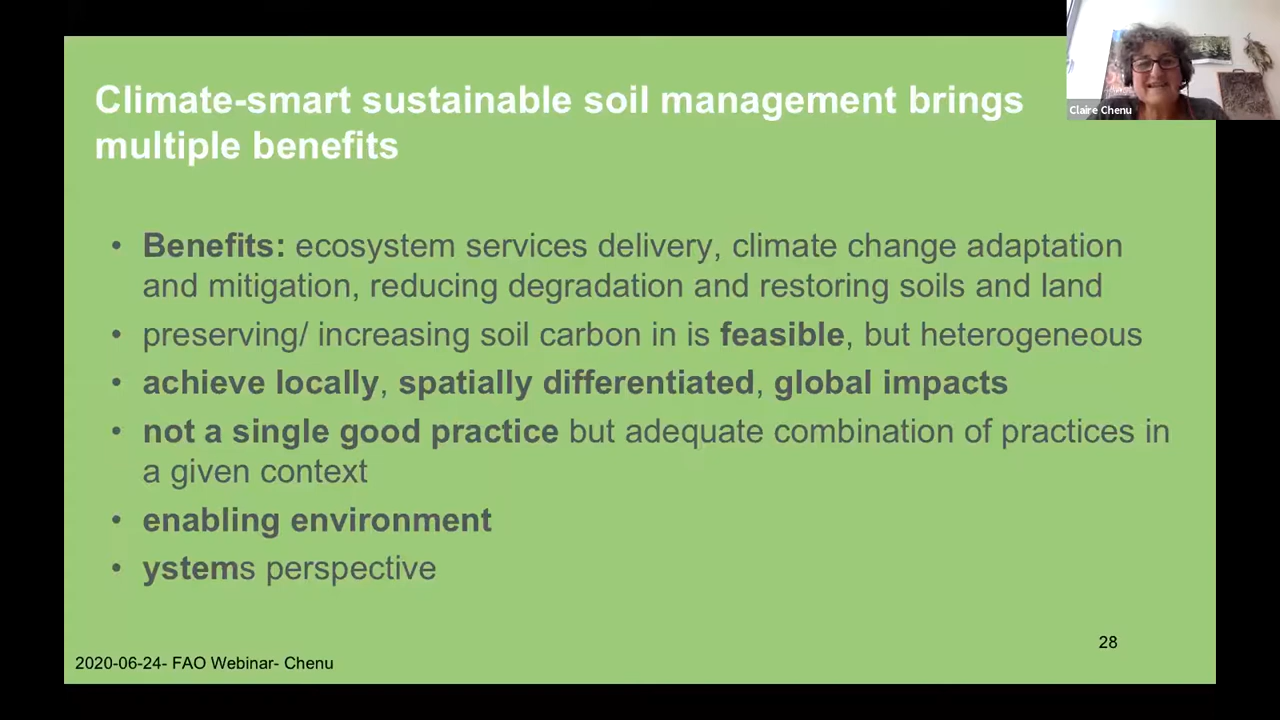 Climate-smart sustainable soil management brings
multiple benefits
Claire Chenu
• Benefits: ecosystem services delivery, climate change adaptation
and mitigation, reducing degradation and restoring soils and land
• preserving/ increasing soil carbon in is feasible, but heterogeneous
• achieve locally, spatially differentiated, global impacts
• not a single good practice but adequate combination of practices in
a given context
• enabling environment
• ystems perspective
28
2020-06-24- FAO Webinar- Chenu